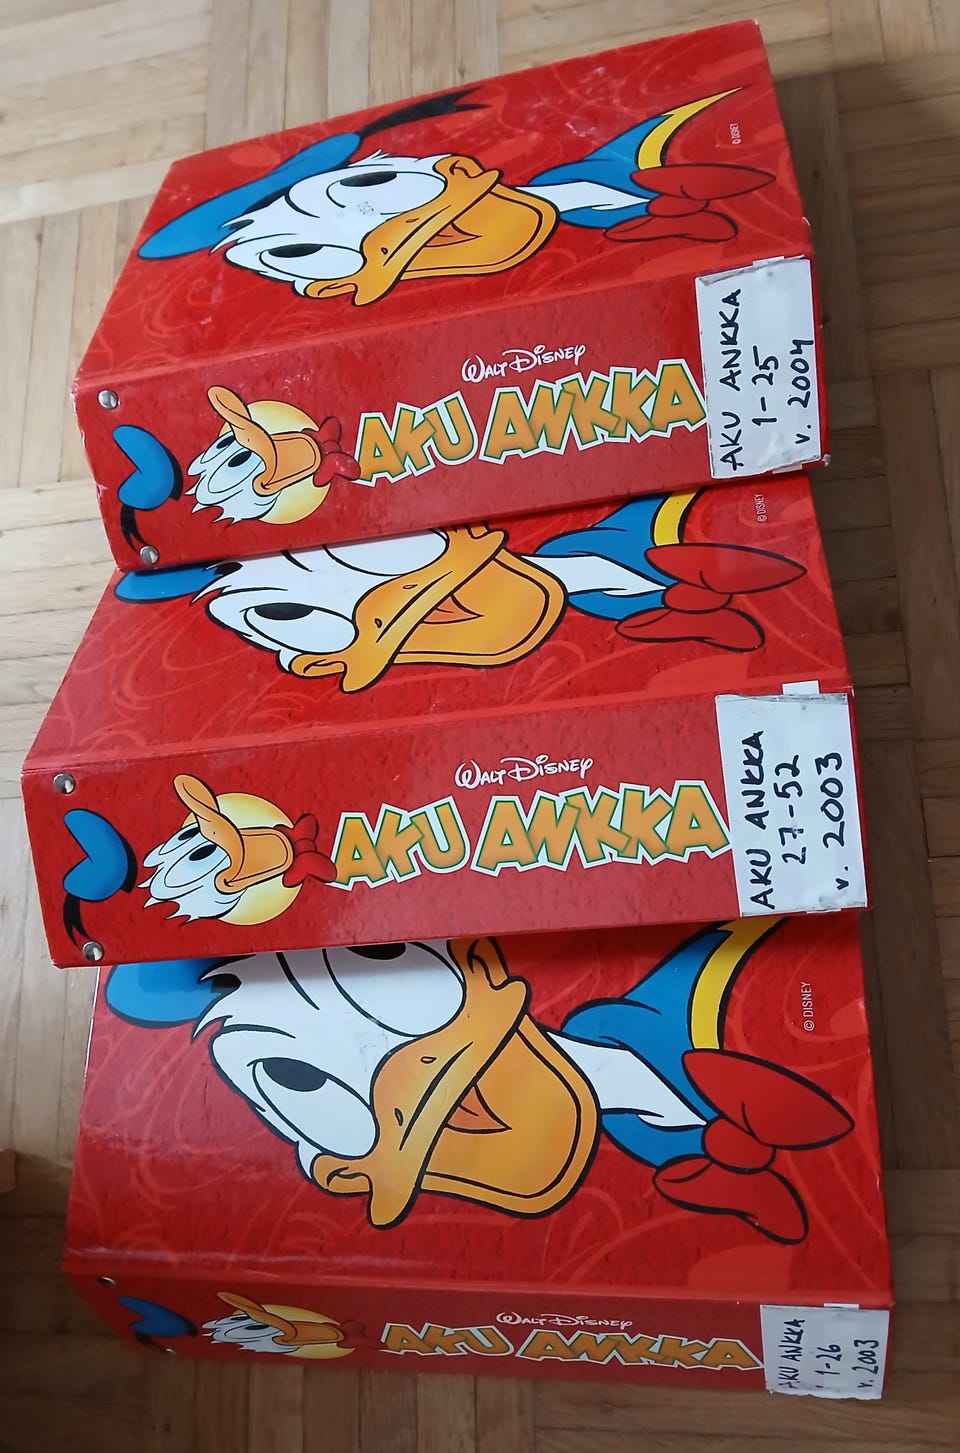 © DISNEY
WALT DISNEY
AKU ANKKA
AKU ANKKA
1-25
v. 2004
© DISNEY
WALT DISNEY
AKU ANKKA
AKU ANKKA
27-52
v. 2003
© DISNEY
WALT DISNEY
AKU ANKKA
AKU ANKKA
1-26
v. 2003